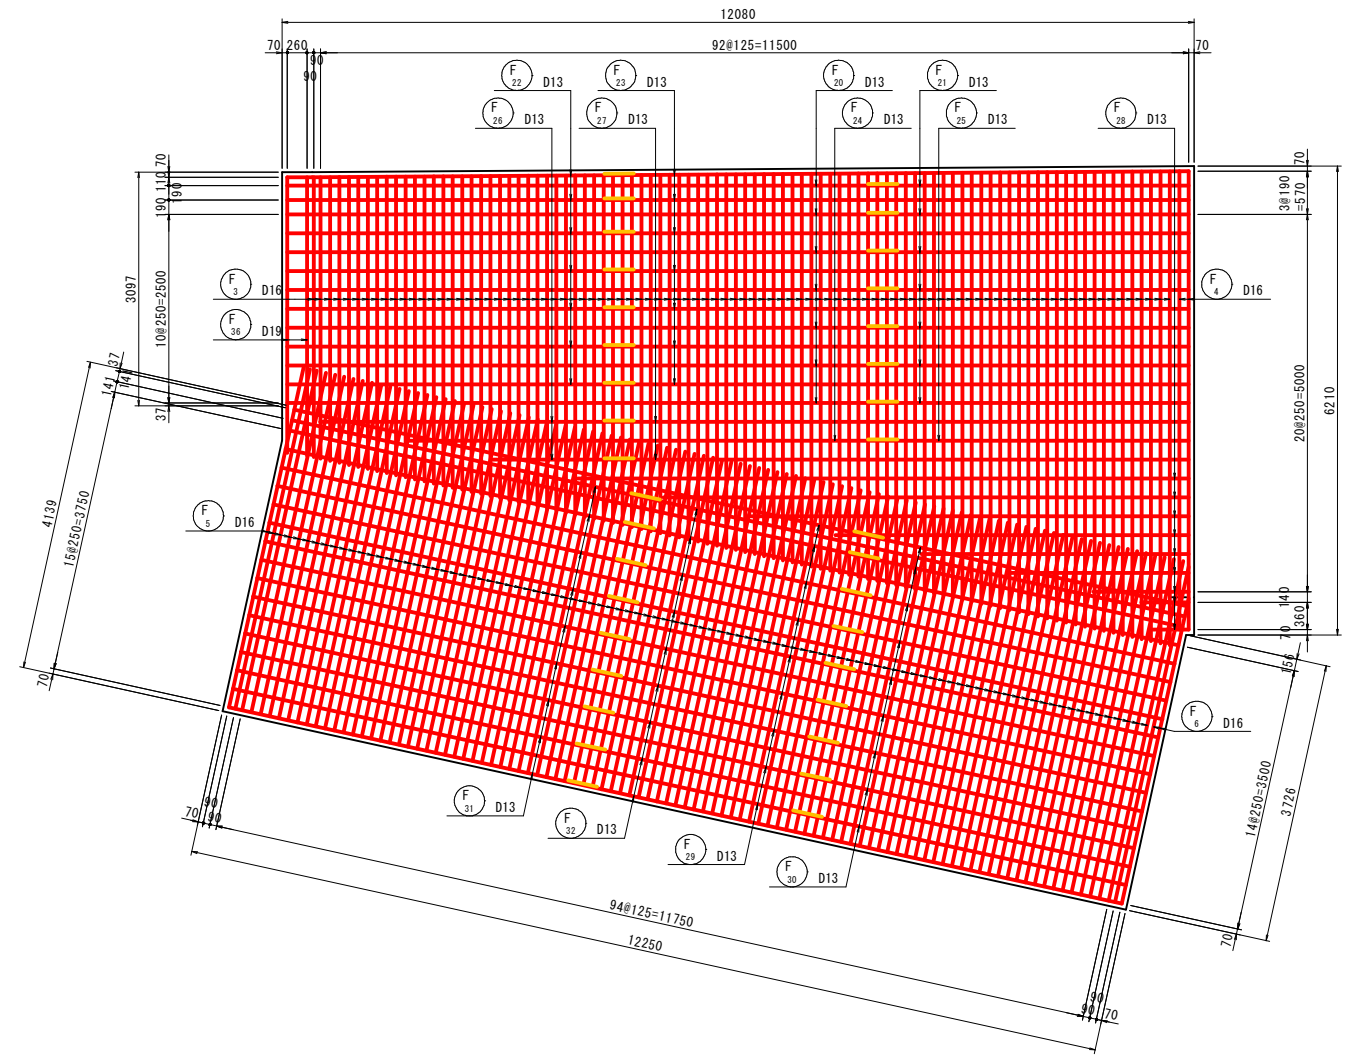 12080
70 260
90
90
92@125=11500
70
F
22 D13
F
23 D13
F
20 D13
F
21 D13
F
26 D13
F
27 D13
F
24 D13
F
25 D13
F
28 D13
70
110
190
190
10@250=2500
37
3097
70
3@190
=570
20@250=5000
6210
140
360
70
F
3 D16
F
4 D16
F
36 D19
37
141
141
15@250=3750
4139
70
F
5 D16
F
6 D16
156
14@250=3500
3726
70
F
31 D13
F
32 D13
F
29 D13
F
30 D13
70
90
90
94@125=11750
12250
90
90
70